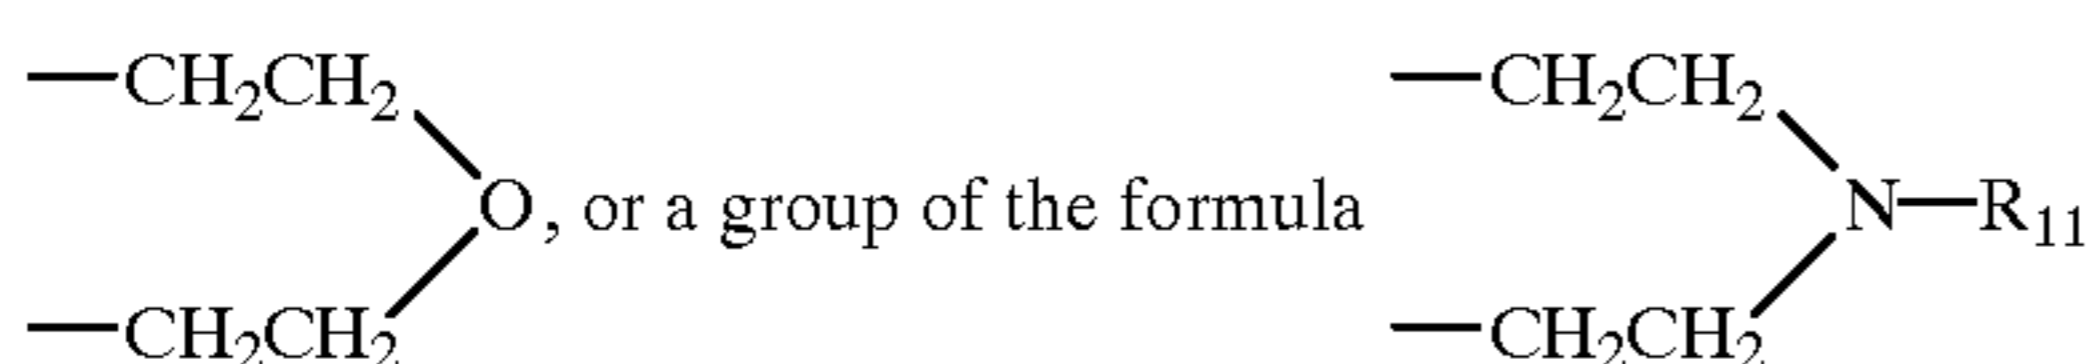 —CH₂CH₂ —CH₂CH₂
O, or a group of the formula N—R₁₁
—CH₂CH₂ —CH₂CH₂